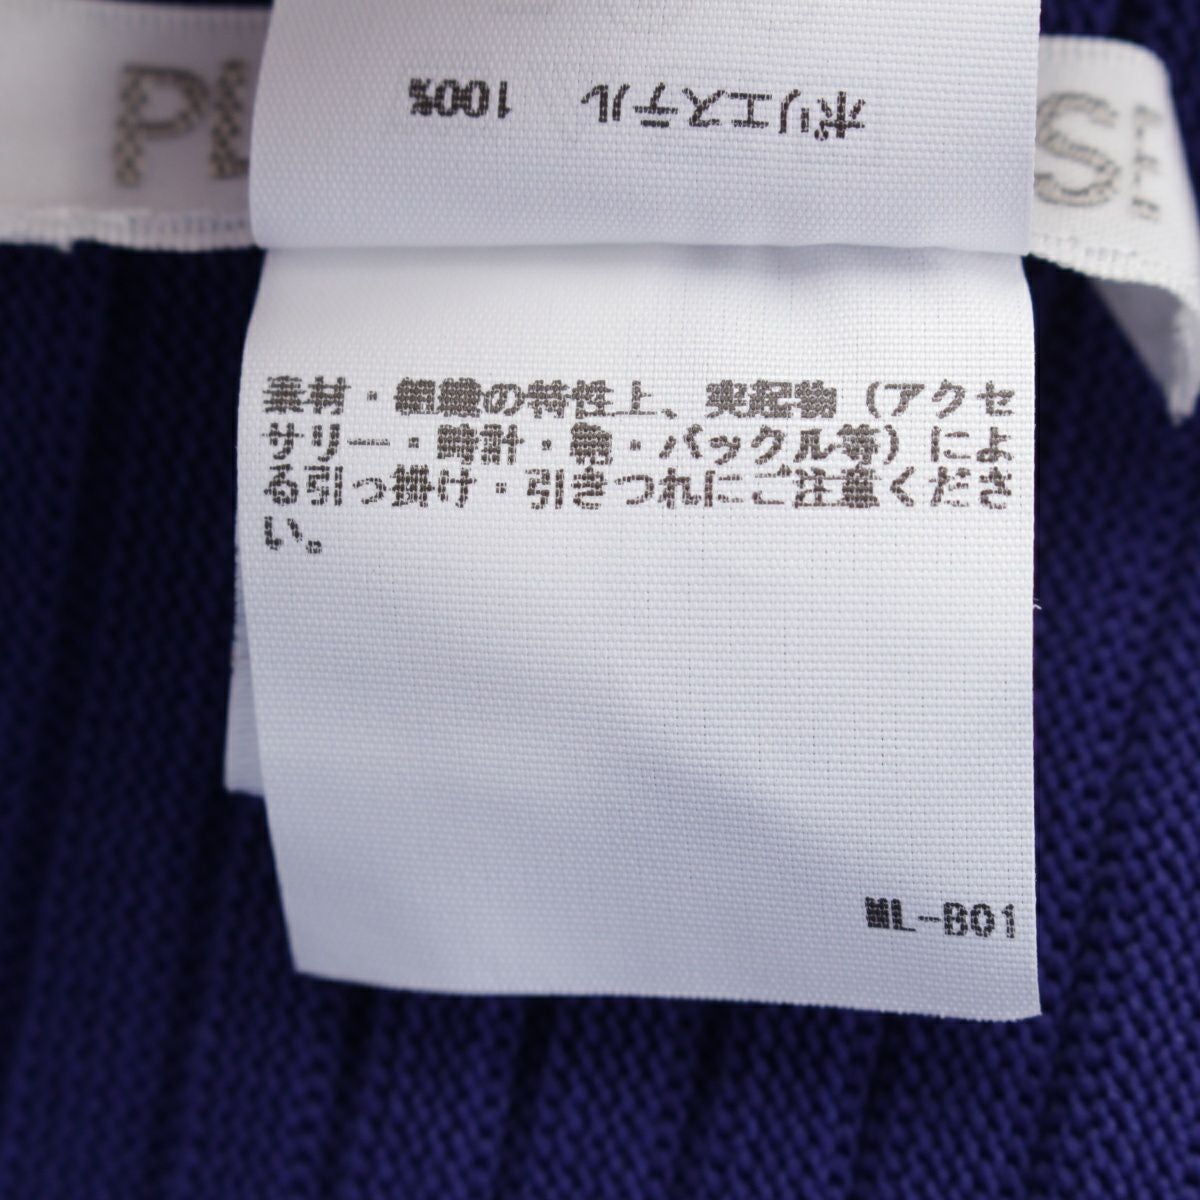 ポリエステル 100%
素材・組織の特性上、突起物（アクセ
サリー・時計・鞄・バックル等）によ
る引っ掛け・引きつれにご注意くださ
い。
ML-B01